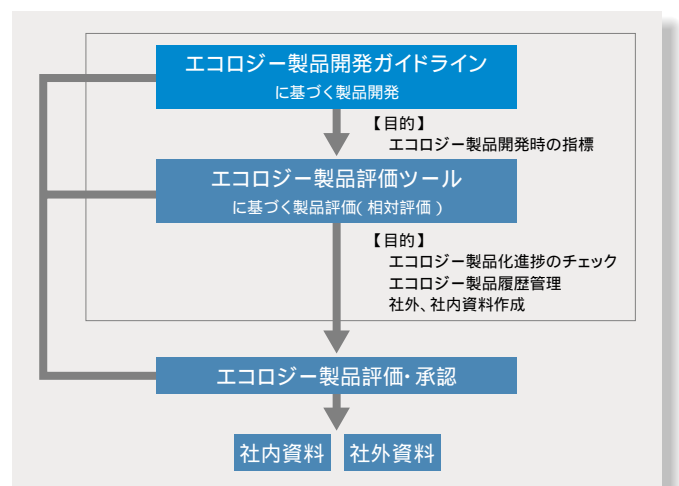 エコロジー製品開発ガイドライン
に基づく製品開発
【目的】
エコロジー製品開発時の指標
エコロジー製品評価ツール
に基づく製品評価(相対評価)
【目的】
エコロジー製品化進捗のチェック
エコロジー製品履歴管理
社外、社内資料作成
エコロジー製品評価・承認
社内資料
社外資料